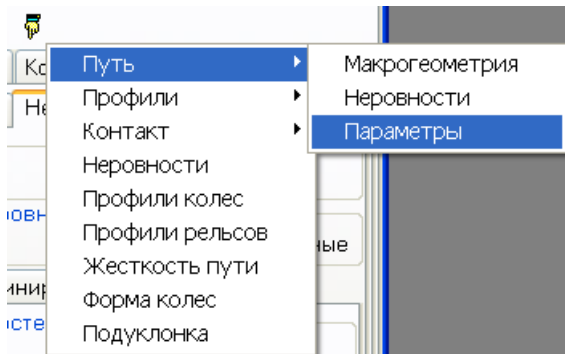 Путь
Профили
Контакт
Неровности
Профили колес
Профили рельсов
Жесткость пути
Форма колес
Подуклонка
Макрогеометрия
Неровности
Параметры